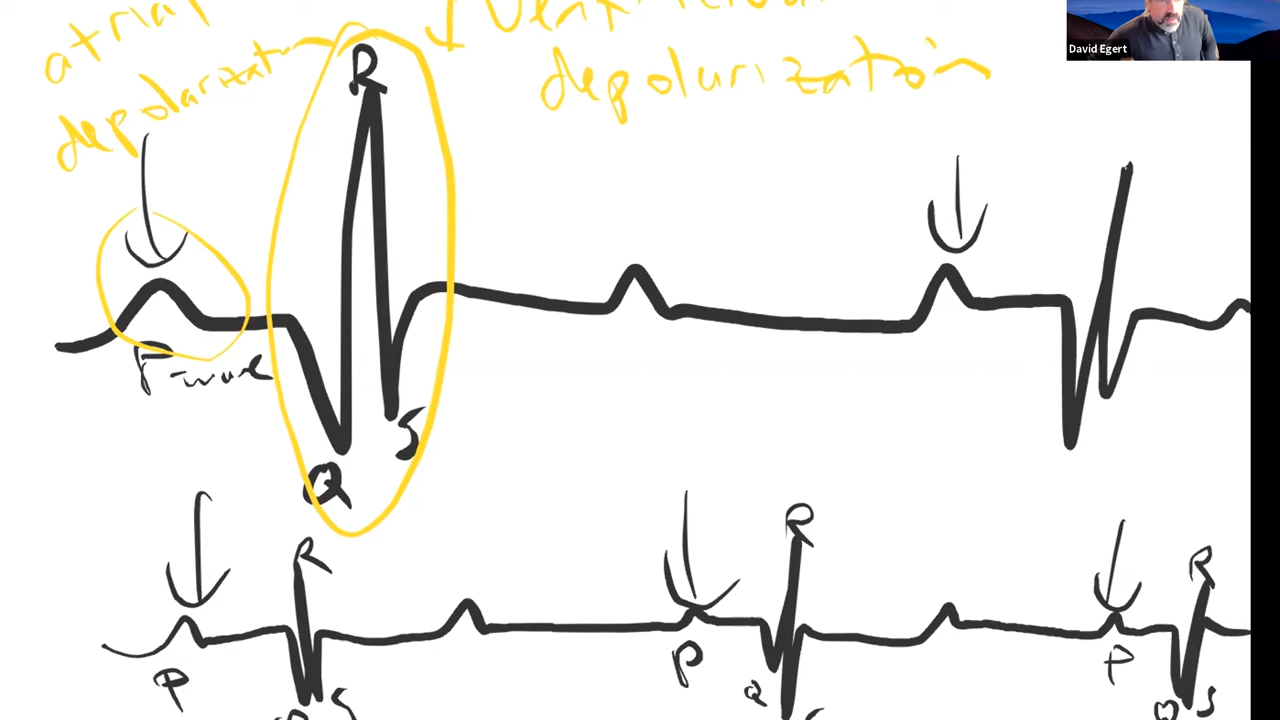 atrial
depolarization
depolarization
David Egert
R
P-wave
Q
S
R
P
Q
S
R
P
Q
R
P
Q
S